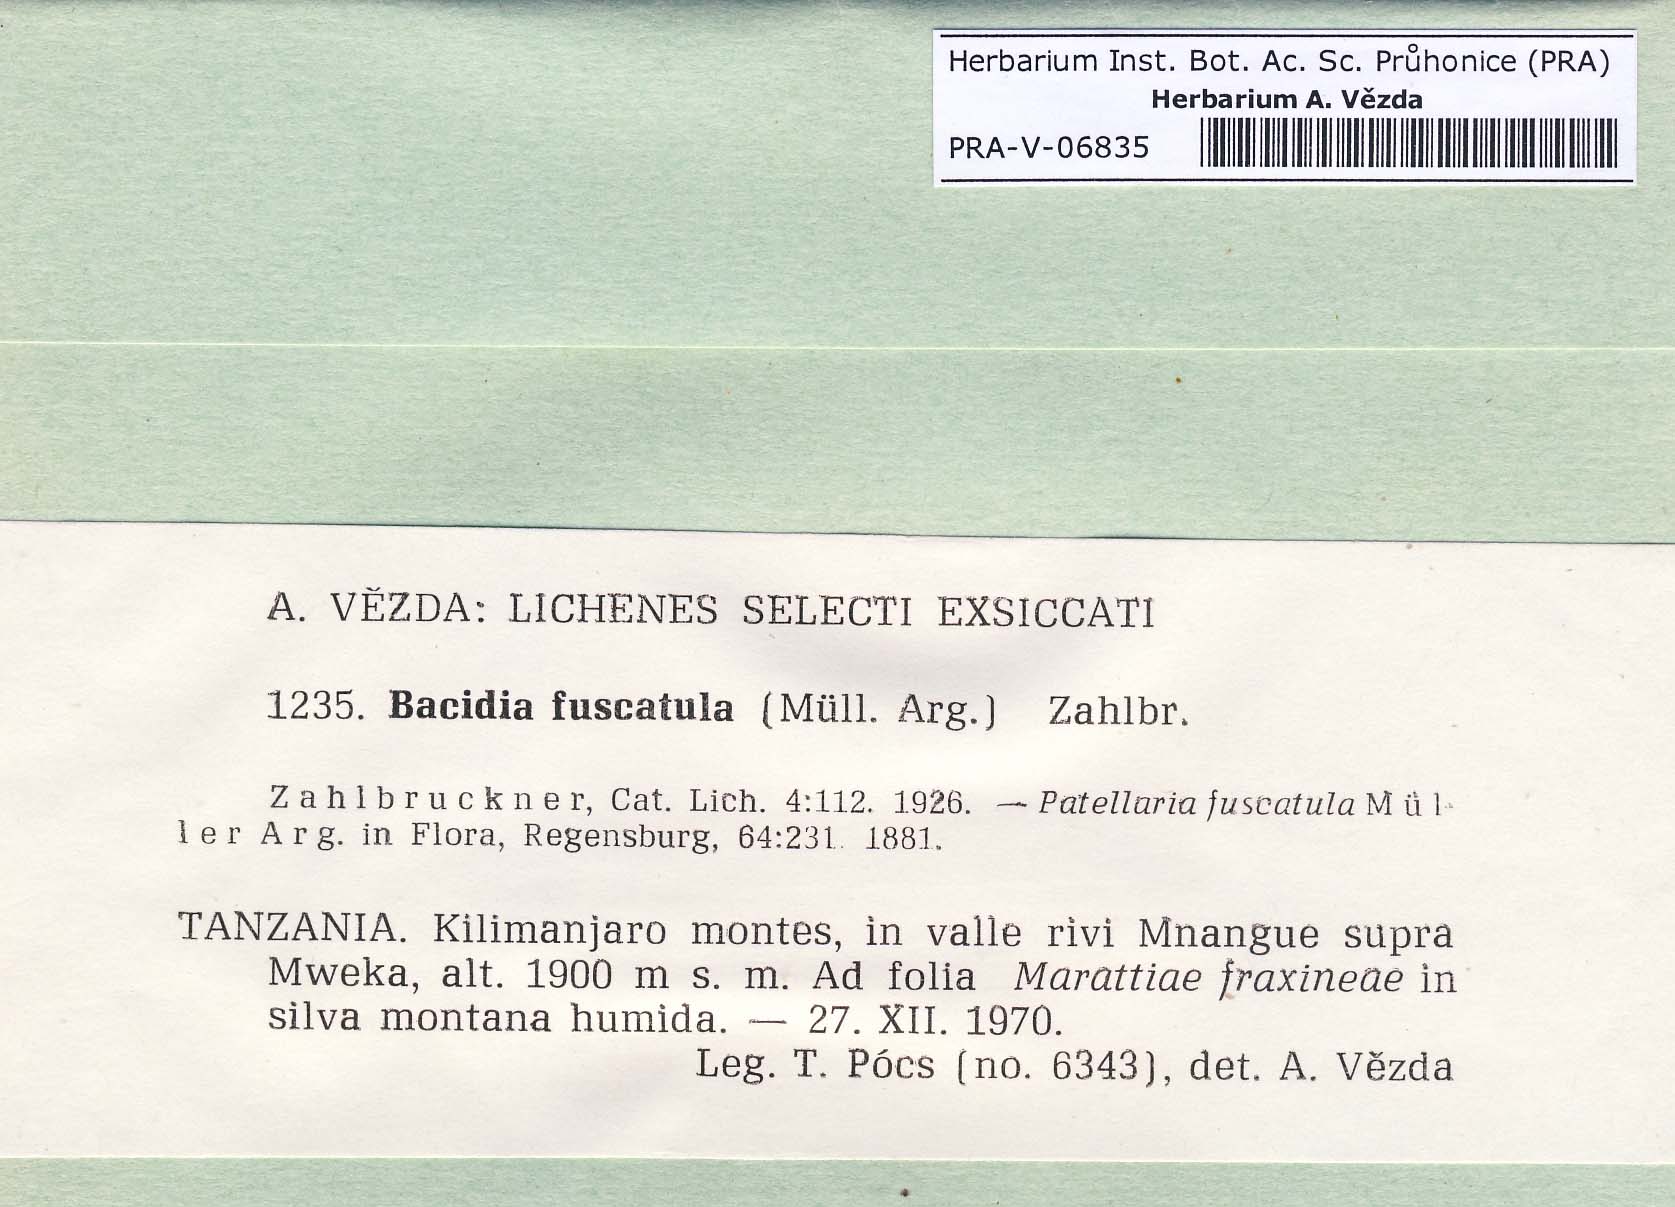 Herbarium Inst. Bot. Ac. Sc. Průhonice (PRA)
Herbarium A. Vězda
PRA-V-06835
A. VĚZDA: LICHENES SELECTI EXSICCATI
1235. Bacidia fuscatula (Müll. Arg.) Zahlbr.
Zahlbruckner, Cat. Lich. 4:112. 1926. — Patellaria fuscatula Mül-
ler Arg. in Flora, Regensburg, 64:231. 1881.
TANZANIA. Kilimanjaro montes, in valle rivi Mnangue supra
Mweka, alt. 1900 m s. m. Ad folia Marattiae fraxineae in
silva montana humida. — 27. XII. 1970.
Leg. T. Pócs (no. 6343), det. A. Vězda